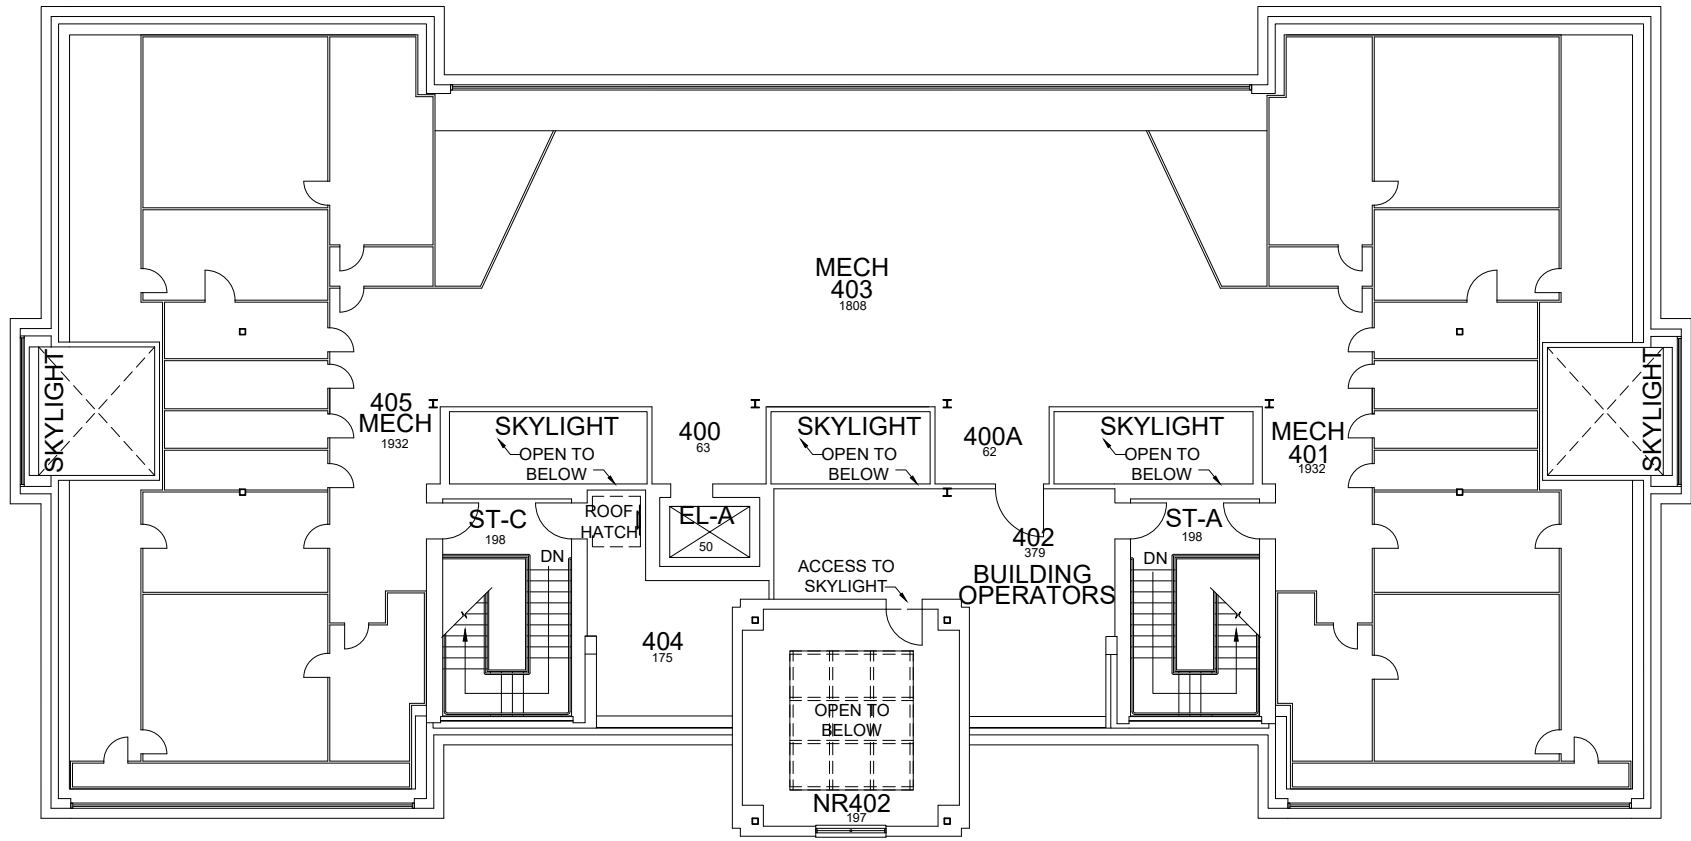 MECH
403
1808
SKYLIGHT
405
MECH
1932
SKYLIGHT
OPEN TO
BELOW
400
63
SKYLIGHT
OPEN TO
BELOW
400A
62
SKYLIGHT
OPEN TO
BELOW
MECH
401
1932
SKYLIGHT
ST-C
198
DN
ROOF
HATCH
EL-A
50
402
379
BUILDING
OPERATORS
ACCESS TO
SKYLIGHT
ST-A
198
DN
404
175
OPEN TO
BELOW
NR402
197